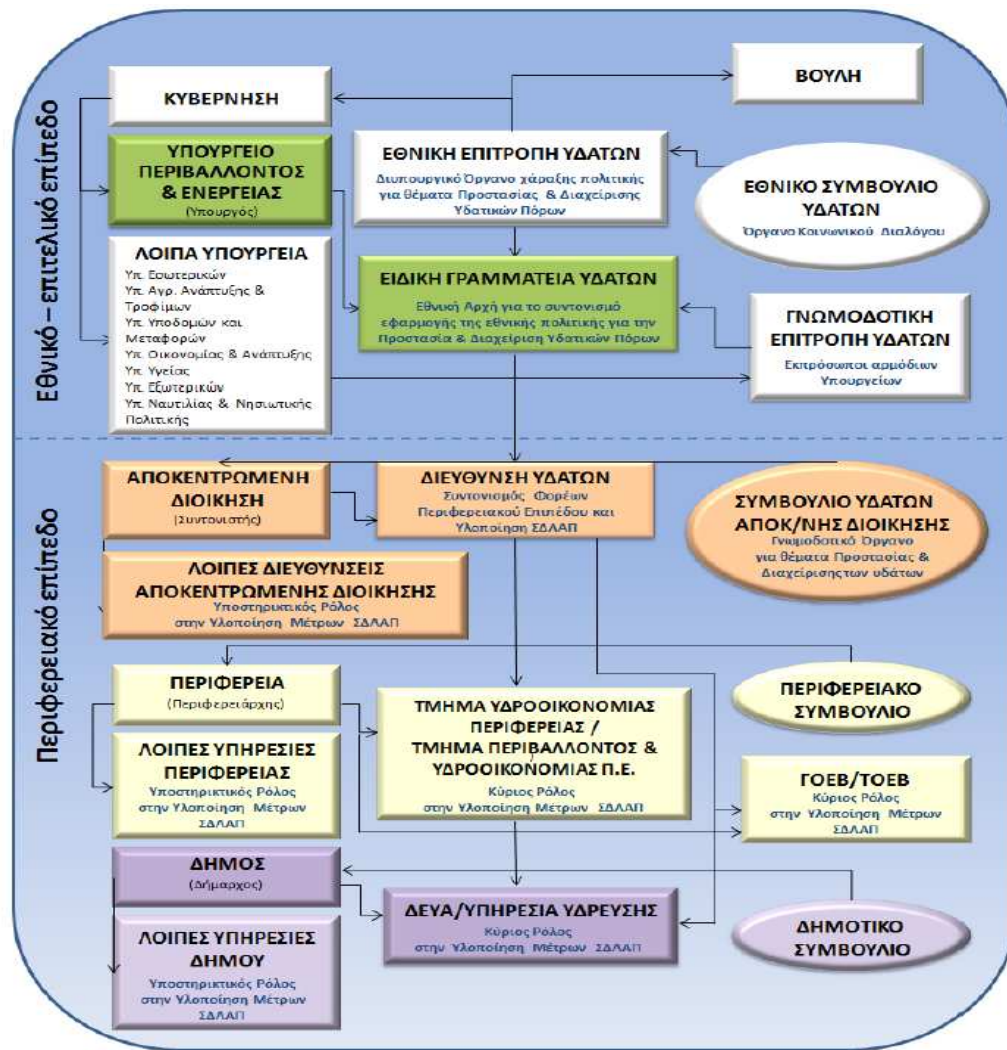 Εθνικό – επιτελικό επίπεδο
ΚΥΒΕΡΝΗΣΗ
ΒΟΥΛΗ
ΥΠΟΥΡΓΕΙΟ
ΠΕΡΙΒΑΛΛΟΝΤΟΣ
& ΕΝΕΡΓΕΙΑΣ
(Υπουργός)
ΕΘΝΙΚΗ ΕΠΙΤΡΟΠΗ ΥΔΑΤΩΝ
Διυπουργικό Όργανο χάραξης πολιτικής
για θέματα Προστασίας & Διαχείρισης
Υδατικών Πόρων
ΕΘΝΙΚΟ ΣΥΜΒΟΥΛΙΟ
ΥΔΑΤΩΝ
Όργανο Κοινωνικού Διαλόγου
ΛΟΙΠΑ ΥΠΟΥΡΓΕΙΑ
Υπ. Εσωτερικών
Υπ. Αγρ. Ανάπτυξης &
Τροφίμων
Υπ. Υποδομών και
Μεταφορών
Υπ. Οικονομίας & Ανάπτυξης
Υπ. Υγείας
Υπ. Εξωτερικών
Υπ. Ναυτιλίας & Νησιωτικής
Πολιτικής
ΕΙΔΙΚΗ ΓΡΑΜΜΑΤΕΙΑ ΥΔΑΤΩΝ
Εθνική Αρχή για το συντονισμό
εφαρμογής της εθνικής πολιτικής για την
Προστασία & Διαχείριση Υδατικών Πόρων
ΓΝΩΜΟΔΟΤΙΚΗ
ΕΠΙΤΡΟΠΗ ΥΔΑΤΩΝ
Εκπρόσωποι αρμόδιων
Υπουργείων
Περιφερειακό επίπεδο
ΑΠΟΚΕΝΤΡΩΜΕΝΗ
ΔΙΟΙΚΗΣΗ
(Συντονιστής)
ΔΙΕΥΘΥΝΣΗ ΥΔΑΤΩΝ
Συντονισμός Φορέων
Περιφερειακού Επιπέδου και
Υλοποίηση ΣΔΛΑΠ
ΣΥΜΒΟΥΛΙΟ ΥΔΑΤΩΝ
ΑΠΟΚ/ΝΗΣ ΔΙΟΙΚΗΣΗΣ
Γνωμοδοτικό Όργανο
για θέματα Προστασίας &
Διαχείρισης των υδάτων
ΛΟΙΠΕΣ ΔΙΕΥΘΥΝΣΕΙΣ
ΑΠΟΚΕΝΤΡΩΜΕΝΗΣ ΔΙΟΙΚΗΣΗΣ
Υποστηρικτικός Ρόλος
στην Υλοποίηση Μέτρων ΣΔΛΑΠ
ΠΕΡΙΦΕΡΕΙΑ
(Περιφερειάρχης)
ΤΜΗΜΑ ΥΔΡΟΟΙΚΟΝΟΜΙΑΣ
ΠΕΡΙΦΕΡΕΙΑΣ /
ΤΜΗΜΑ ΠΕΡΙΒΑΛΛΟΝΤΟΣ &
ΥΔΡΟΟΙΚΟΝΟΜΙΑΣ Π.Ε.
Κύριος Ρόλος
στην Υλοποίηση Μέτρων ΣΔΛΑΠ
ΠΕΡΙΦΕΡΕΙΑΚΟ
ΣΥΜΒΟΥΛΙΟ
ΛΟΙΠΕΣ ΥΠΗΡΕΣΙΕΣ
ΠΕΡΙΦΕΡΕΙΑΣ
Υποστηρικτικός Ρόλος
στην Υλοποίηση Μέτρων
ΣΔΛΑΠ
ΓΟΕΒ/ΤΟΕΒ
Κύριος Ρόλος
στην Υλοποίηση Μέτρων
ΣΔΛΑΠ
ΔΗΜΟΣ
(Δήμαρχος)
ΔΕΥΑ/ΥΠΗΡΕΣΙΑ ΥΔΡΕΥΣΗΣ
Κύριος Ρόλος
στην Υλοποίηση Μέτρων ΣΔΛΑΠ
ΔΗΜΟΤΙΚΟ
ΣΥΜΒΟΥΛΙΟ
ΛΟΙΠΕΣ ΥΠΗΡΕΣΙΕΣ
ΔΗΜΟΥ
Υποστηρικτικός Ρόλος
στην Υλοποίηση Μέτρων
ΣΔΛΑΠ